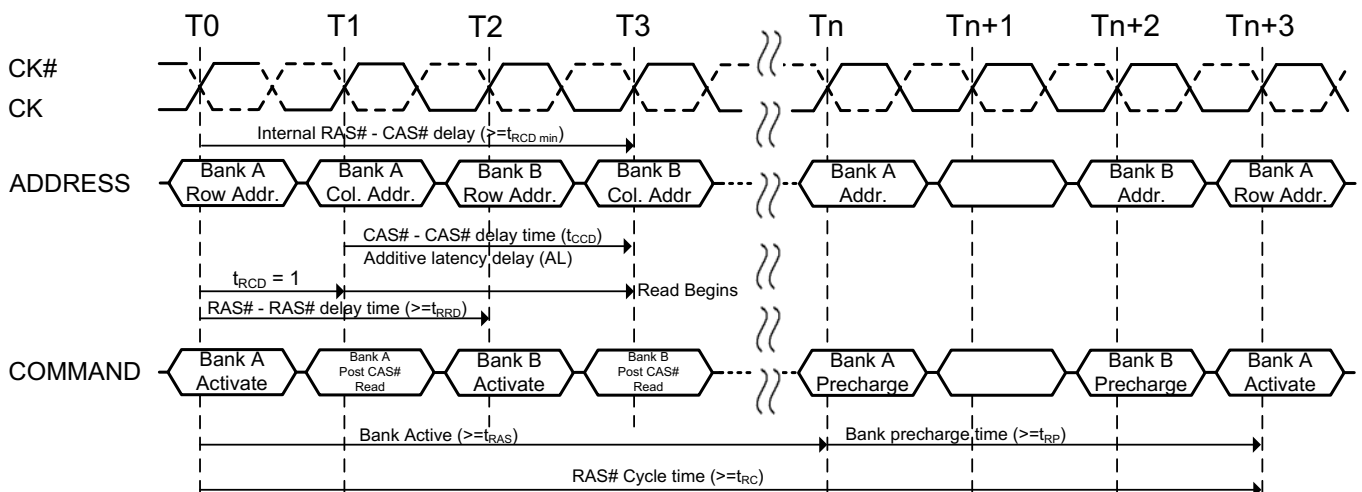 T0 T1 T2 T3 Tn Tn+1 Tn+2 Tn+3
CK#
CK
Internal RAS# - CAS# delay (>=tRCD min)
ADDRESS
Bank A
Row Addr.
Bank A
Col. Addr.
Bank B
Row Addr.
Bank B
Col. Addr
Bank A
Addr.
Bank B
Addr.
Bank A
Row Addr.
CAS# - CAS# delay time (tCCD)
Additive latency delay (AL)
tRCD = 1
Read Begins
RAS# - RAS# delay time (>=tRRD)
COMMAND
Bank A
Activate
Bank A
Post CAS#
Read
Bank B
Activate
Bank B
Post CAS#
Read
Bank A
Precharge
Bank B
Precharge
Bank A
Activate
Bank Active (>=tRAS)
Bank precharge time (>=tRP)
RAS# Cycle time (>=tRC)